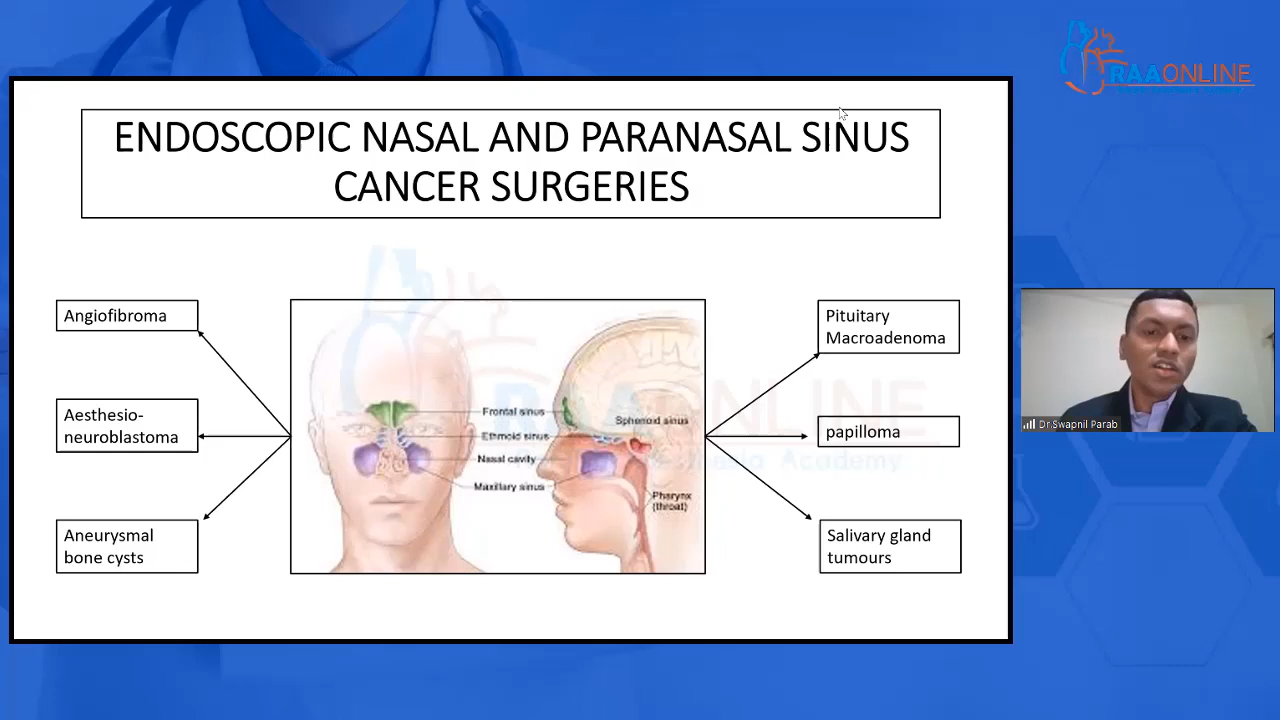 RAAONLINE
ENDOSCOPIC NASAL AND PARANASAL SINUS
CANCER SURGERIES
Angiofibroma
Aesthesio-
neuroblastoma
Aneurysmal
bone cysts
Frontal sinus
Ethmoid sinus
Nasal cavity
Maxillary sinus
Sphenoid sinus
Pharynx
(throat)
Pituitary
Macroadenoma
papilloma
Salivary gland
tumours
Dr.Swapnil Parab